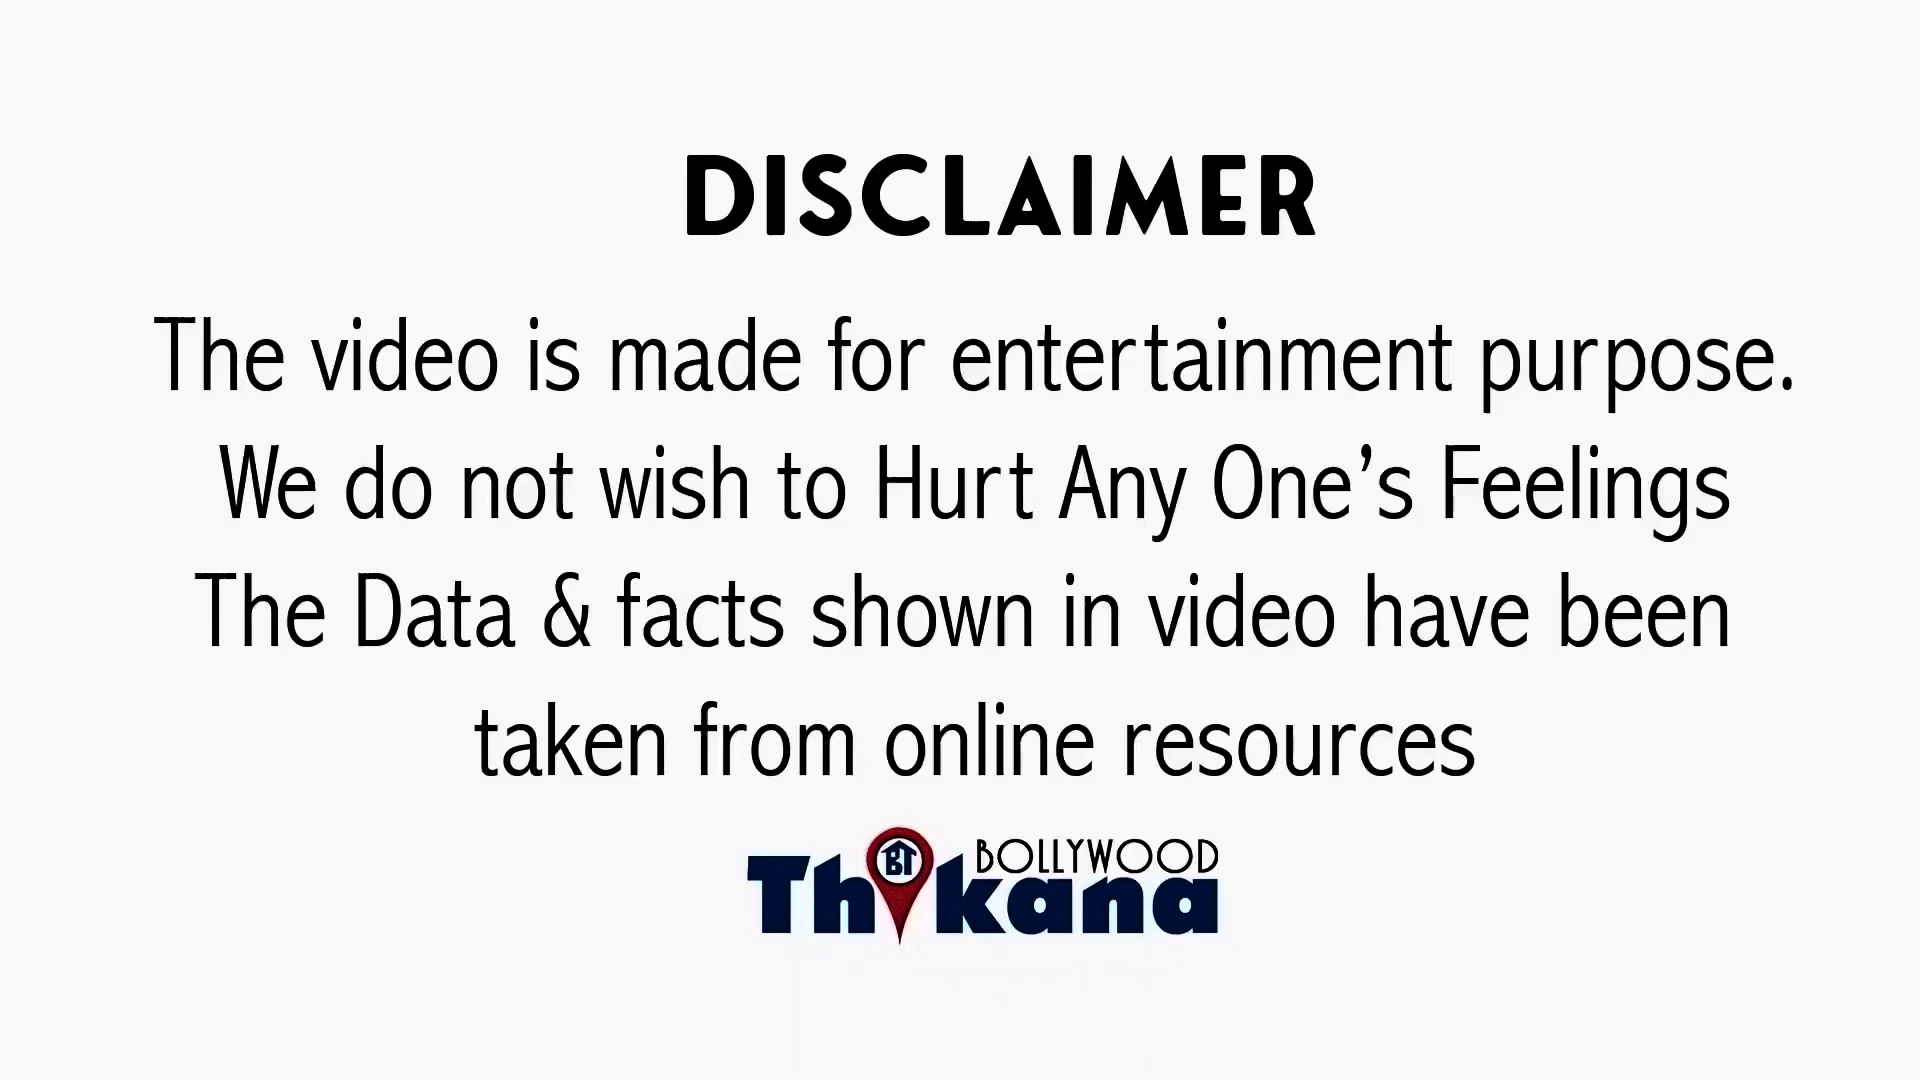 DISCLAIMER
The video is made for entertainment purpose.
We do not wish to Hurt Any One’s Feelings
The Data & facts shown in video have been
taken from online resources
BOLLYWOOD
Thikana
BT